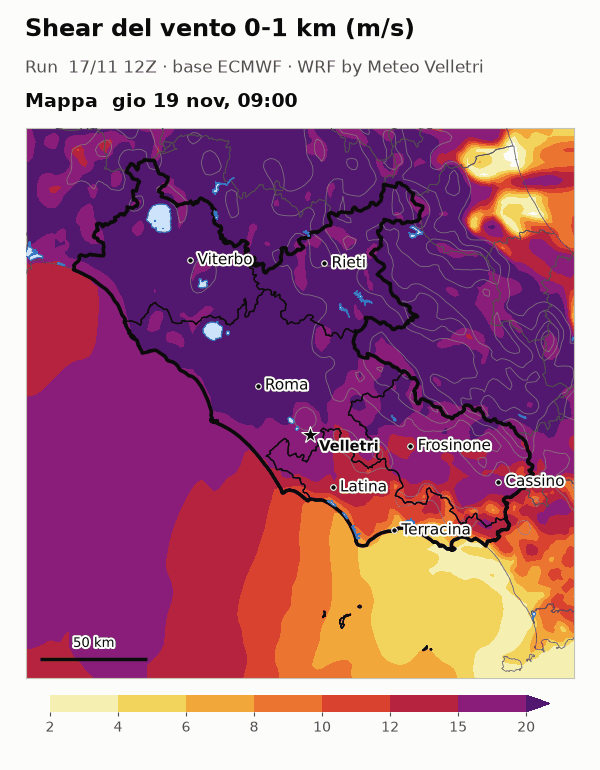 Shear del vento 0-1 km (m/s)
Run  17/11 12Z · base ECMWF · WRF by Meteo Velletri
Mappa  gio 19 nov, 09:00
Viterbo
Rieti
Roma
Velletri
Frosinone
Latina
Cassino
Terracina
50 km
2 4 6 8 10 12 15 20